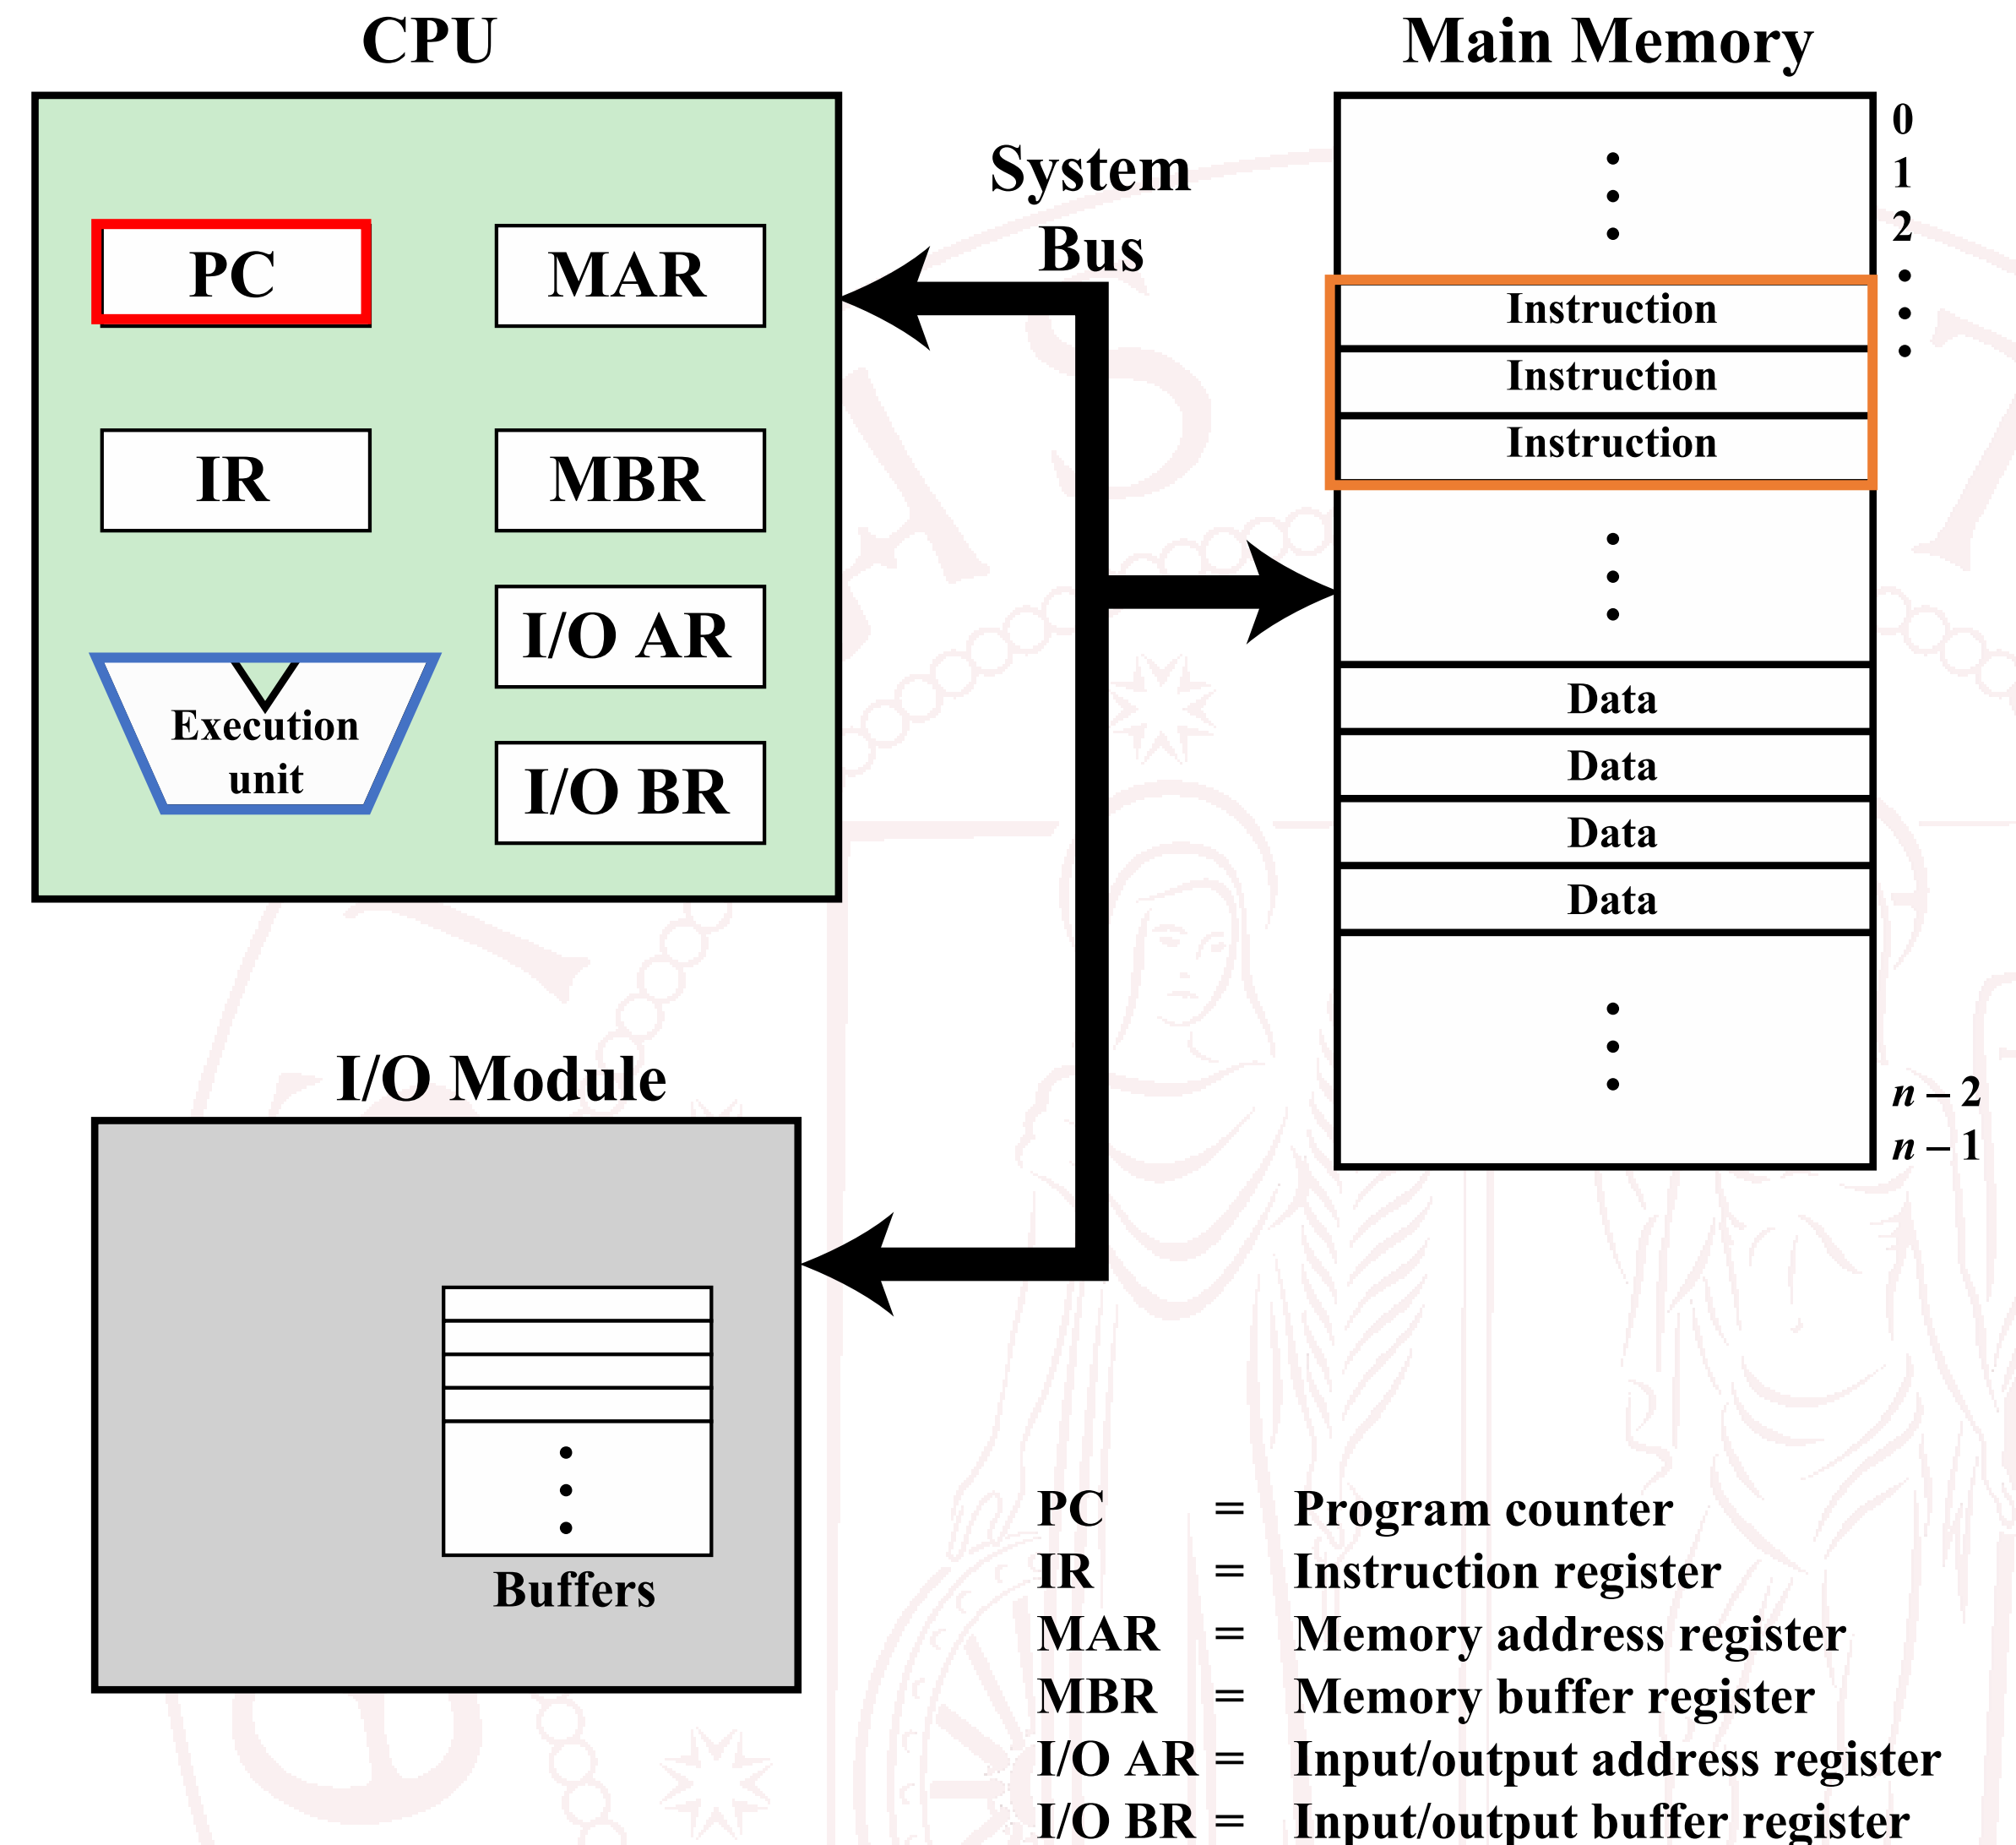 CPU
PC
MAR
IR
MBR
I/O AR
Execution
unit
I/O BR
System
Bus
Main Memory
0
1
2
Instruction
Instruction
Instruction
Data
Data
Data
Data
n – 2
n – 1
I/O Module
Buffers
PC = Program counter
IR = Instruction register
MAR = Memory address register
MBR = Memory buffer register
I/O AR = Input/output address register
I/O BR = Input/output buffer register